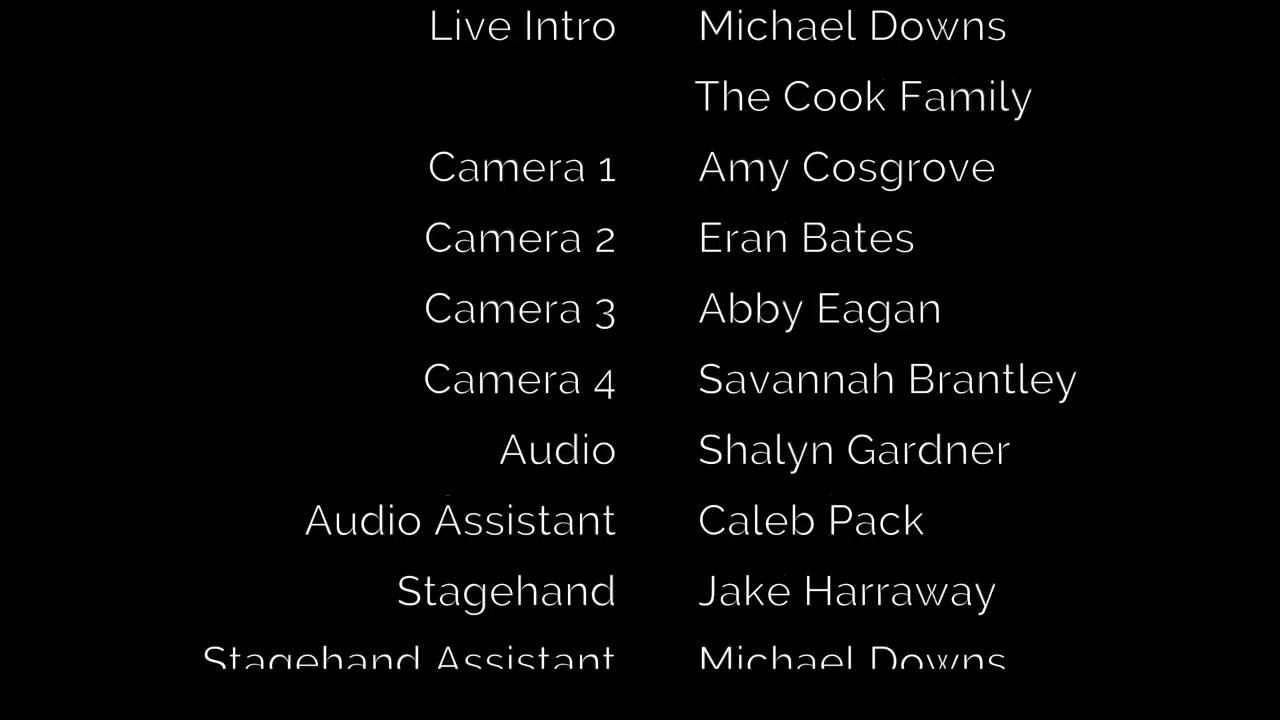 Live Intro Michael Downs
The Cook Family
Camera 1 Amy Cosgrove
Camera 2 Eran Bates
Camera 3 Abby Eagan
Camera 4 Savannah Brantley
Audio Shalyn Gardner
Audio Assistant Caleb Pack
Stagehand Jake Harraway
Stagehand Assistant Michael Downs